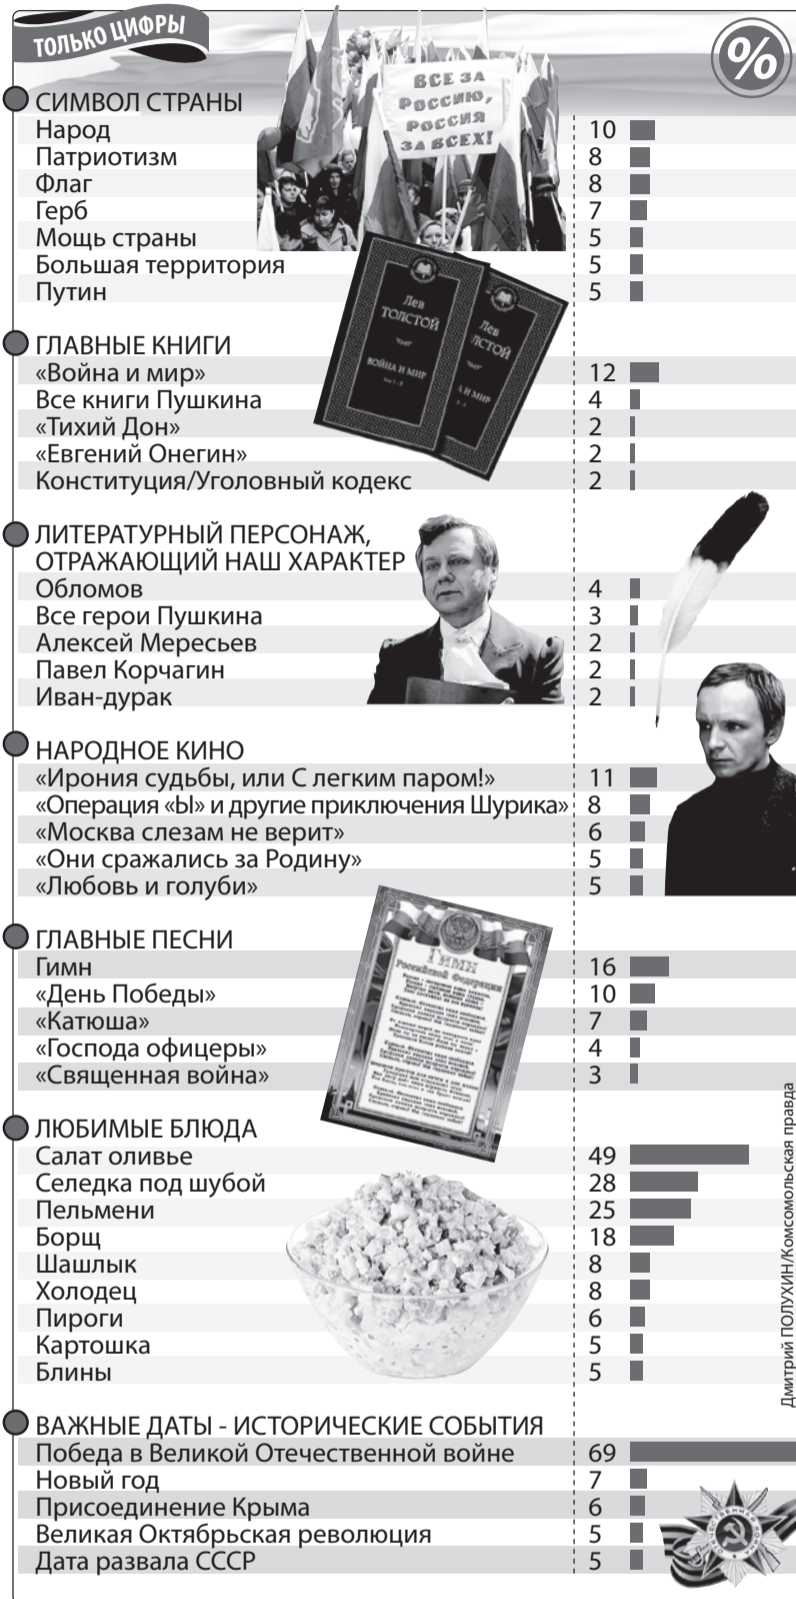 ТОЛЬКО ЦИФРЫ
%
ВСЕ ЗА
РОССИЮ,
РОССИЯ
ЗА ВСЕХ!
СИМВОЛ СТРАНЫ
Народ 10
Патриотизм 8
Флаг 8
Герб 7
Мощь страны 5
Большая территория 5
Путин 5
Лев
ТОЛСТОЙ
ВОЙНА И МИР
Лев
ЛСТОЙ
А И МИР
ГЛАВНЫЕ КНИГИ
«Война и мир» 12
Все книги Пушкина 4
«Тихий Дон» 2
«Евгений Онегин» 2
Конституция/Уголовный кодекс 2
ЛИТЕРАТУРНЫЙ ПЕРСОНАЖ,
ОТРАЖАЮЩИЙ НАШ ХАРАКТЕР
Обломов 4
Все герои Пушкина 3
Алексей Мересьев 2
Павел Корчагин 2
Иван-дурак 2
НАРОДНОЕ КИНО
«Ирония судьбы, или С легким паром!» 11
«Операция «Ы» и другие приключения Шурика» 8
«Москва слезам не верит» 6
«Они сражались за Родину» 5
«Любовь и голуби» 5
ГЛАВНЫЕ ПЕСНИ
Гимн 16
«День Победы» 10
«Катюша» 7
«Господа офицеры» 4
«Священная война» 3
Гимн
Российской Федерации
ЛЮБИМЫЕ БЛЮДА
Салат оливье 49
Селедка под шубой 28
Пельмени 25
Борщ 18
Шашлык 8
Холодец 8
Пироги 6
Картошка 5
Блины 5
Дмитрий ПОЛУХИН/Комсомольская правда
ВАЖНЫЕ ДАТЫ - ИСТОРИЧЕСКИЕ СОБЫТИЯ
Победа в Великой Отечественной войне 69
Новый год 7
Присоединение Крыма 6
Великая Октябрьская революция 5
Дата развала СССР 5